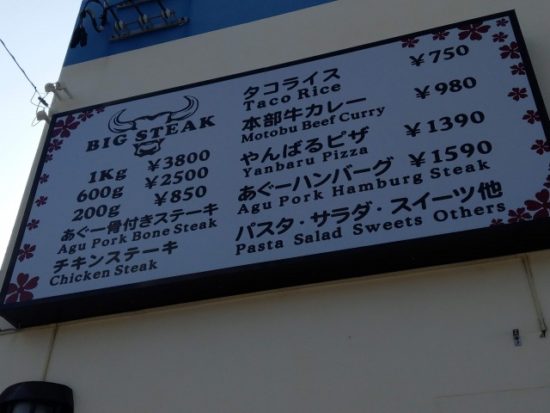 BIG STEAK
1Kg ¥3800
600g ¥2500
200g ¥850
あぐー骨付きステーキ
Agu Pork Bone Steak
チキンステーキ
Chicken Steak
タコライス ¥750
Taco Rice
本部牛カレー ¥980
Motobu Beef Curry
やんばるピザ ¥1390
Yanbaru Pizza
あぐーハンバーグ ¥1590
Agu Pork Hamburg Steak
パスタ・サラダ・スイーツ他
Pasta Salad Sweets Others